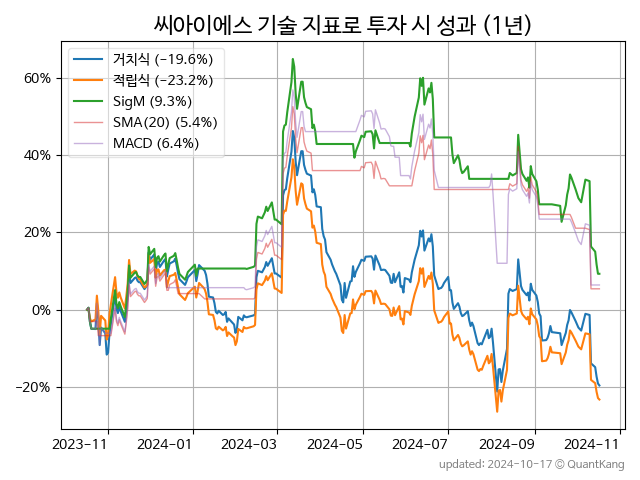 씨아이에스 기술 지표로 투자 시 성과 (1년)
거치식 (−19.6%)
적립식 (−23.2%)
SigM (9.3%)
SMA(20) (5.4%)
MACD (6.4%)
60%
40%
20%
0%
−20%
2023-11 2024-01 2024-03 2024-05 2024-07 2024-09 2024-11
updated: 2024-10-17 © QuantKang